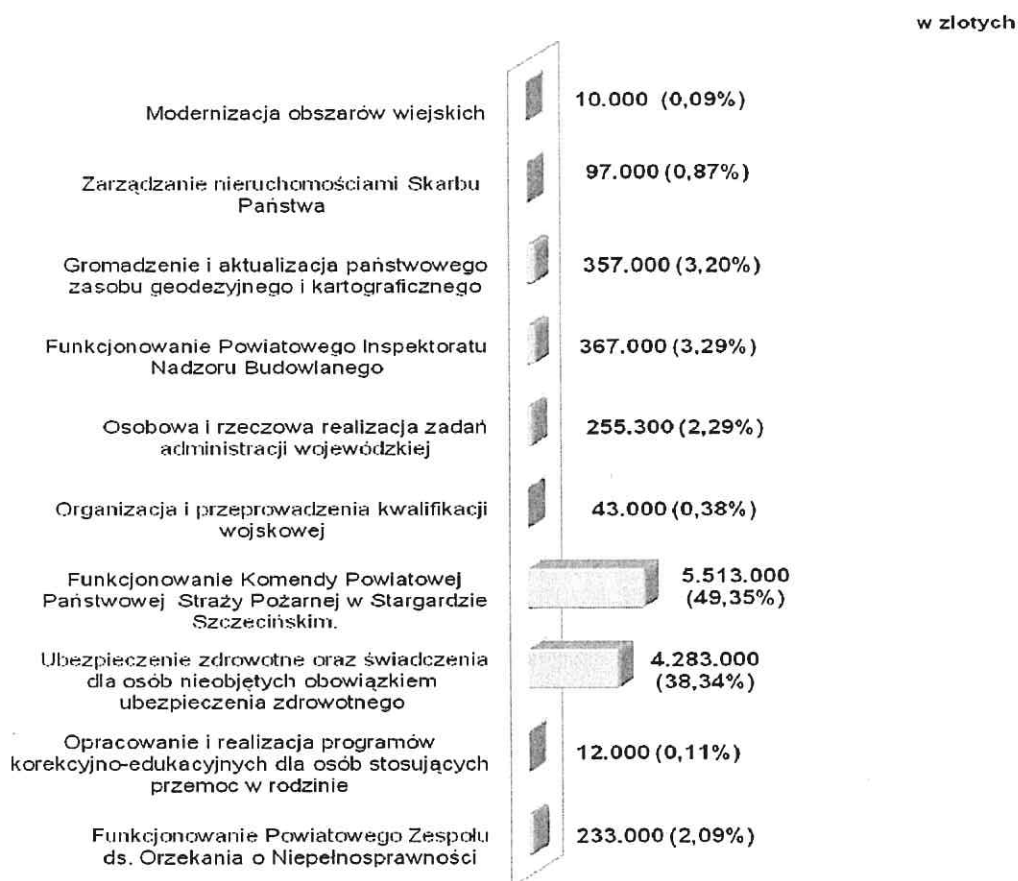 w zlotych
Modernizacja obszarów wiejskich
10.000 (0,09%)
Zarządzanie nieruchomościami Skarbu
Państwa
97.000 (0,87%)
Gromadzenie i aktualizacja państwowego
zasobu geodezyjnego i kartograficznego
357.000 (3,20%)
Funkcjonowanie Powiatowego Inspektoratu
Nadzoru Budowlanego
367.000 (3,29%)
Osobowa i rzeczowa realizacja zadań
administracji wojewódzkiej
255.300 (2,29%)
Organizacja i przeprowadzenia kwalifikacji
wojskowej
43.000 (0,38%)
Funkcjonowanie Komendy Powiatowej
Państwowej Straży Pożarnej w Stargardzie
Szczecińskim.
5.513.000
(49,35%)
Ubezpieczenie zdrowotne oraz świadczenia
dla osób nieobjętych obowiązkiem
ubezpieczenia zdrowotnego
4.283.000
(38,34%)
Opracowanie i realizacja programów
korekcyjno-edukacyjnych dla osób stosujących
przemoc w rodzinie
12.000 (0,11%)
Funkcjonowanie Powiatowego Zespołu
ds. Orzekania o Niepełnosprawności
233.000 (2,09%)